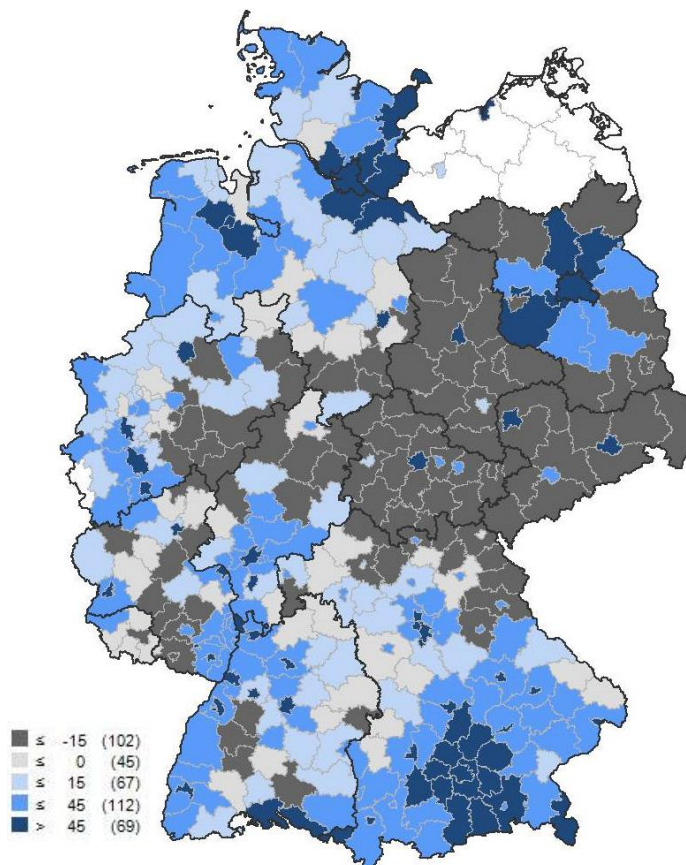 ≤ -15 (102)
≤ 0 (45)
≤ 15 (67)
≤ 45 (112)
> 45 (69)